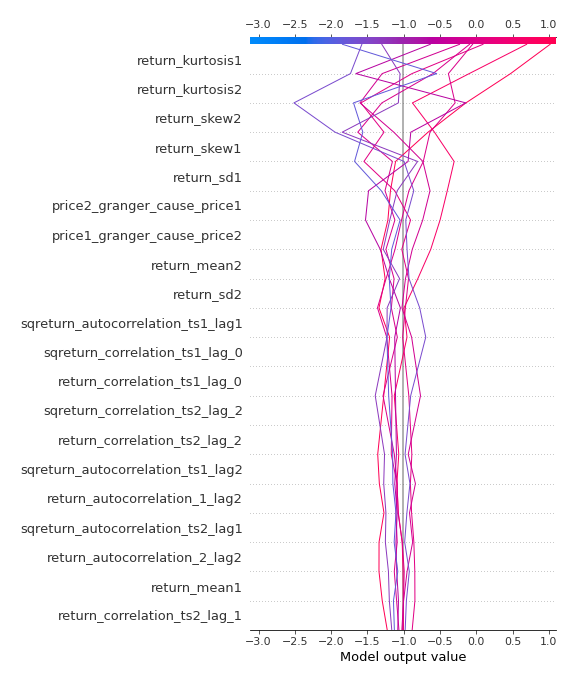 −3.0 −2.5 −2.0 −1.5 −1.0 −0.5 0.0 0.5 1.0
return_kurtosis1
return_kurtosis2
return_skew2
return_skew1
return_sd1
price2_granger_cause_price1
price1_granger_cause_price2
return_mean2
return_sd2
sqreturn_autocorrelation_ts1_lag1
sqreturn_correlation_ts1_lag_0
return_correlation_ts1_lag_0
sqreturn_correlation_ts2_lag_2
return_correlation_ts2_lag_2
sqreturn_autocorrelation_ts1_lag2
return_autocorrelation_1_lag2
sqreturn_autocorrelation_ts2_lag1
return_autocorrelation_2_lag2
return_mean1
return_correlation_ts2_lag_1
−3.0 −2.5 −2.0 −1.5 −1.0 −0.5 0.0 0.5 1.0
Model output value